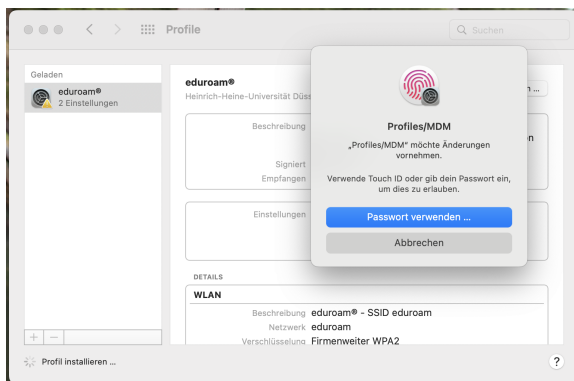 Profile
Suchen
Geladen
eduroam®
2 Einstellungen
eduroam®
Heinrich-Heine-Universität
n ...
Beschreibung
n
Signiert
Empfangen
Einstellungen
Profiles/MDM
„Profiles/MDM" möchte Änderungen
vornehmen.
Verwende Touch ID oder gib dein Passwort ein,
um dies zu erlauben.
Passwort verwenden ...
Abbrechen
DETAILS
WLAN
Beschreibung eduroam® - SSID eduroam
Netzwerk eduroam
Verschlüsselung Firmenweiter WPA2
+ −
Profil installieren ...
?